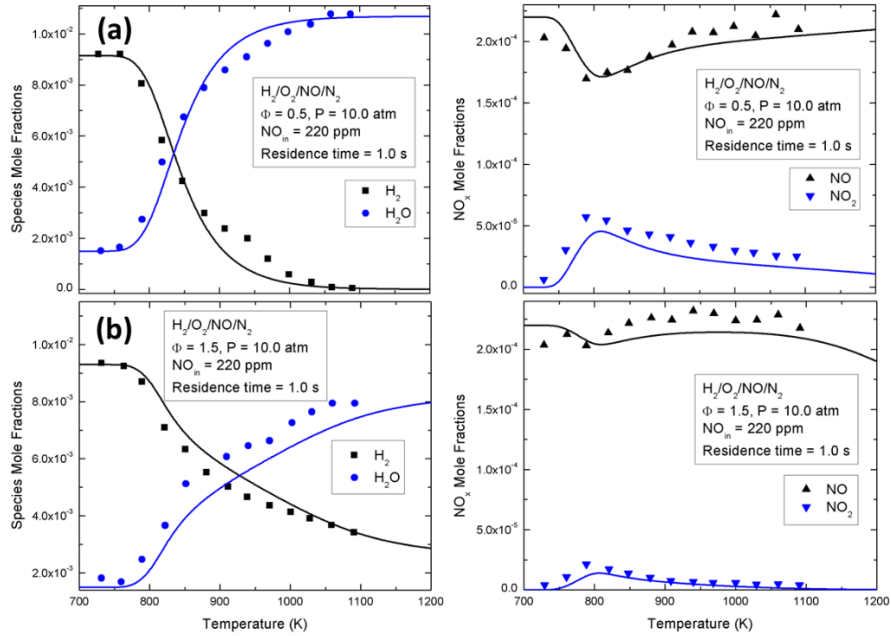 (a)
1.0x10⁻²
8.0x10⁻³
6.0x10⁻³
4.0x10⁻³
2.0x10⁻³
0.0
Species Mole Fractions
H₂/O₂/NO/N₂
Φ = 0.5, P = 10.0 atm
NOᵢₙ = 220 ppm
Residence time = 1.0 s
H₂
H₂O
2.0x10⁻⁴
1.5x10⁻⁴
1.0x10⁻⁴
5.0x10⁻⁵
0.0
NOₓ Mole Fractions
H₂/O₂/NO/N₂
Φ = 0.5, P = 10.0 atm
NOᵢₙ = 220 ppm
Residence time = 1.0 s
NO
NO₂
(b)
1.0x10⁻²
8.0x10⁻³
6.0x10⁻³
4.0x10⁻³
2.0x10⁻³
Species Mole Fractions
H₂/O₂/NO/N₂
Φ = 1.5, P = 10.0 atm
NOᵢₙ = 220 ppm
Residence time = 1.0 s
H₂
H₂O
700 800 900 1000 1100 1200
Temperature (K)
2.0x10⁻⁴
1.5x10⁻⁴
1.0x10⁻⁴
5.0x10⁻⁵
0.0
NOₓ Mole Fractions
H₂/O₂/NO/N₂
Φ = 1.5, P = 10.0 atm
NOᵢₙ = 220 ppm
Residence time = 1.0 s
NO
NO₂
700 800 900 1000 1100 1200
Temperature (K)